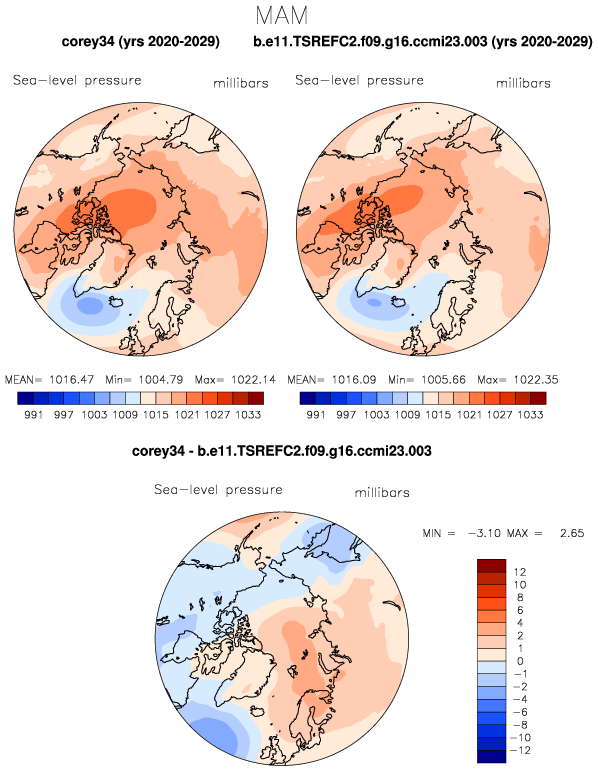 MAM
corey34 (yrs 2020-2029) b.e11.TSREFC2.f09.g16.ccmi23.003 (yrs 2020-2029)
Sea-level pressure millibars Sea-level pressure millibars
MEAN= 1016.47 Min= 1004.79 Max= 1022.14 MEAN= 1016.09 Min= 1005.66 Max= 1022.35
991 997 1003 1009 1015 1021 1027 1033 991 997 1003 1009 1015 1021 1027 1033
corey34 - b.e11.TSREFC2.f09.g16.ccmi23.003
Sea-level pressure millibars
MIN = -3.10 MAX = 2.65
12
10
8
6
4
2
1
0
-1
-2
-4
-6
-8
-10
-12